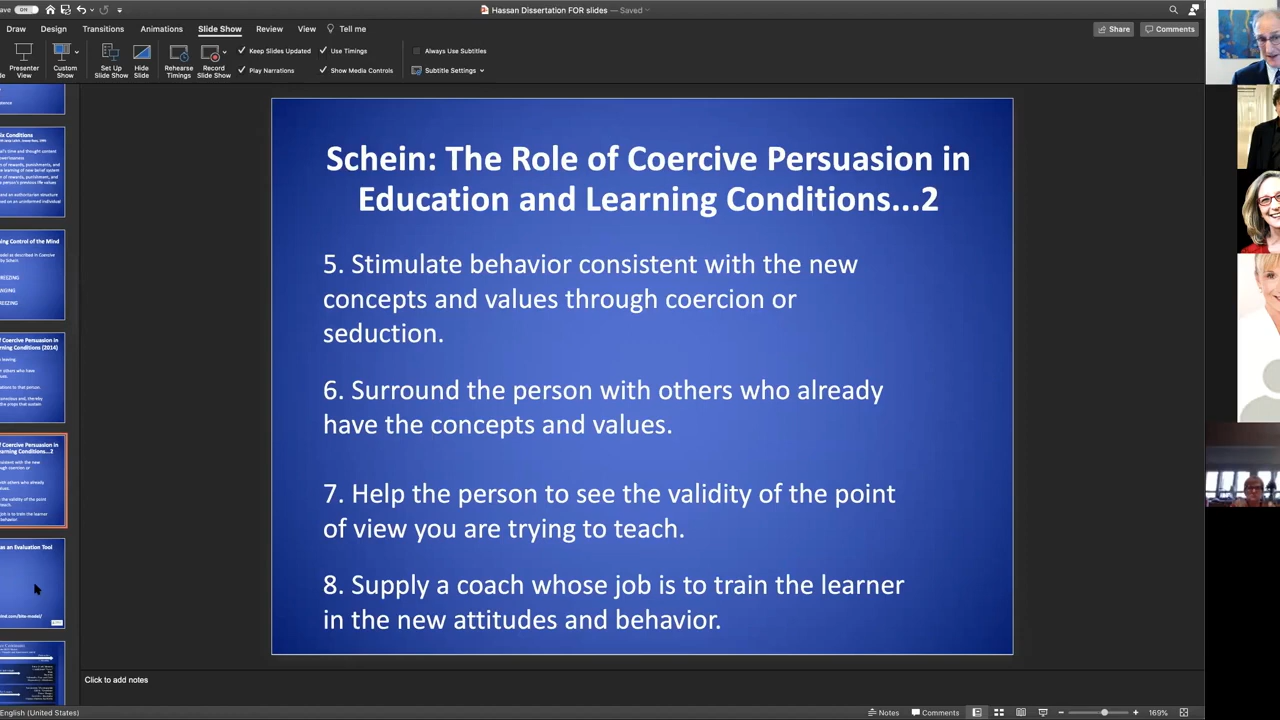 ave ON
Hassan Dissertation FOR slides — Saved
Draw Design Transitions Animations Slide Show Review View Tell me
Share Comments
Presenter View
Custom Show
Set Up Slide Show
Hide Slide
Rehearse Timings
Record Slide Show
Keep Slides Updated
Use Timings
Play Narrations
Show Media Controls
Always Use Subtitles
Subtitle Settings
Schein: The Role of Coercive Persuasion in
Education and Learning Conditions...2
5. Stimulate behavior consistent with the new
concepts and values through coercion or
seduction.
6. Surround the person with others who already
have the concepts and values.
7. Help the person to see the validity of the point
of view you are trying to teach.
8. Supply a coach whose job is to train the learner
in the new attitudes and behavior.
Click to add notes
English (United States)
Notes Comments 169%